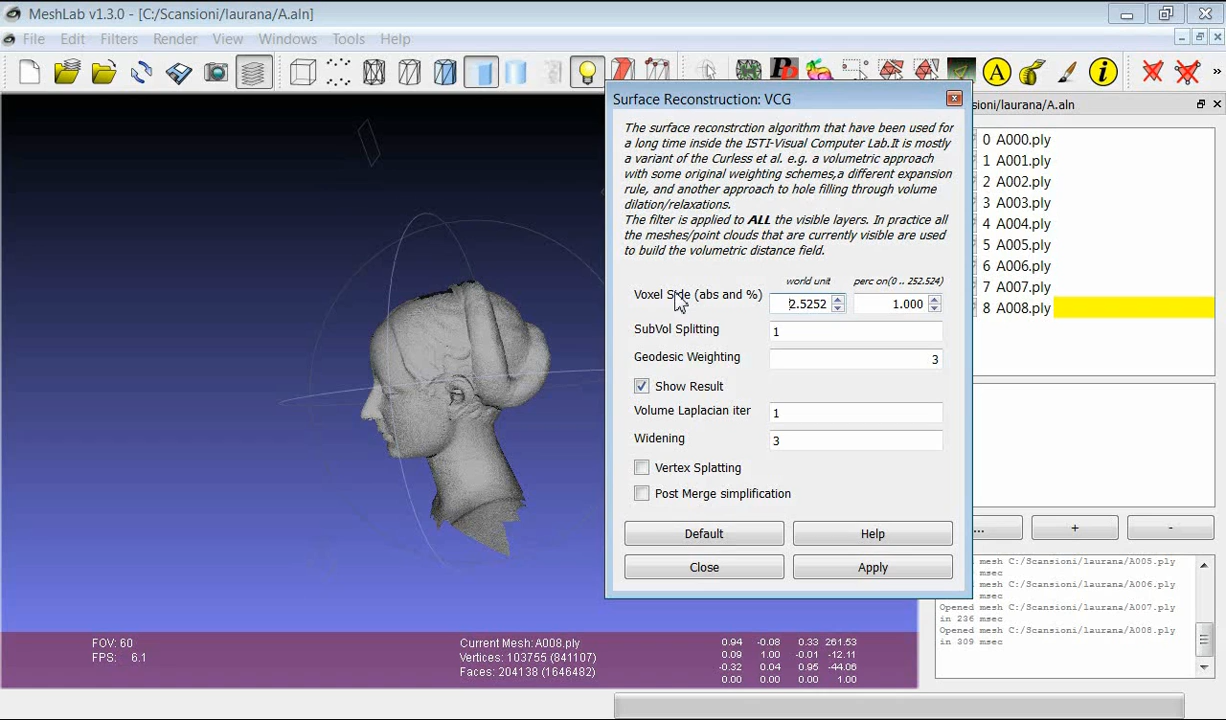 MeshLab v1.3.0 - [C:/Scansioni/laurana/A.aln]
File Edit Filters Render View Windows Tools Help
Surface Reconstruction: VCG
sioni/laurana/A.aln
The surface reconstrction algorithm that have been used for
a long time inside the ISTI-Visual Computer Lab.It is mostly
a variant of the Curless et al. e.g. a volumetric approach
with some original weighting schemes,a different expansion
rule, and another approach to hole filling through volume
dilation/relaxations.
The filter is applied to ALL the visible layers. In practice all
the meshes/point clouds that are currently visible are used
to build the volumetric distance field.
world unit perc on(0 .. 252.524)
Voxel Side (abs and %) 2.5252 1.000
SubVol Splitting 1
Geodesic Weighting 3
Show Result
Volume Laplacian iter 1
Widening 3
Vertex Splatting
Post Merge simplification
Default Help
Close Apply
0 A000.ply
1 A001.ply
2 A002.ply
3 A003.ply
4 A004.ply
5 A005.ply
6 A006.ply
7 A007.ply
8 A008.ply
... + -
mesh C:/Scansioni/laurana/A005.ply
msec
Opened mesh C:/Scansioni/laurana/A006.ply
msec
Opened mesh C:/Scansioni/laurana/A007.ply
in 236 msec
Opened mesh C:/Scansioni/laurana/A008.ply
in 309 msec
FOV: 60
FPS: 6.1
Current Mesh: A008.ply
Vertices: 103755 (841107)
Faces: 204138 (1646482)
0.94 -0.08 0.33 261.53
0.09 1.00 -0.01 -12.11
-0.32 0.04 0.95 -44.06
0.00 0.00 0.00 1.00